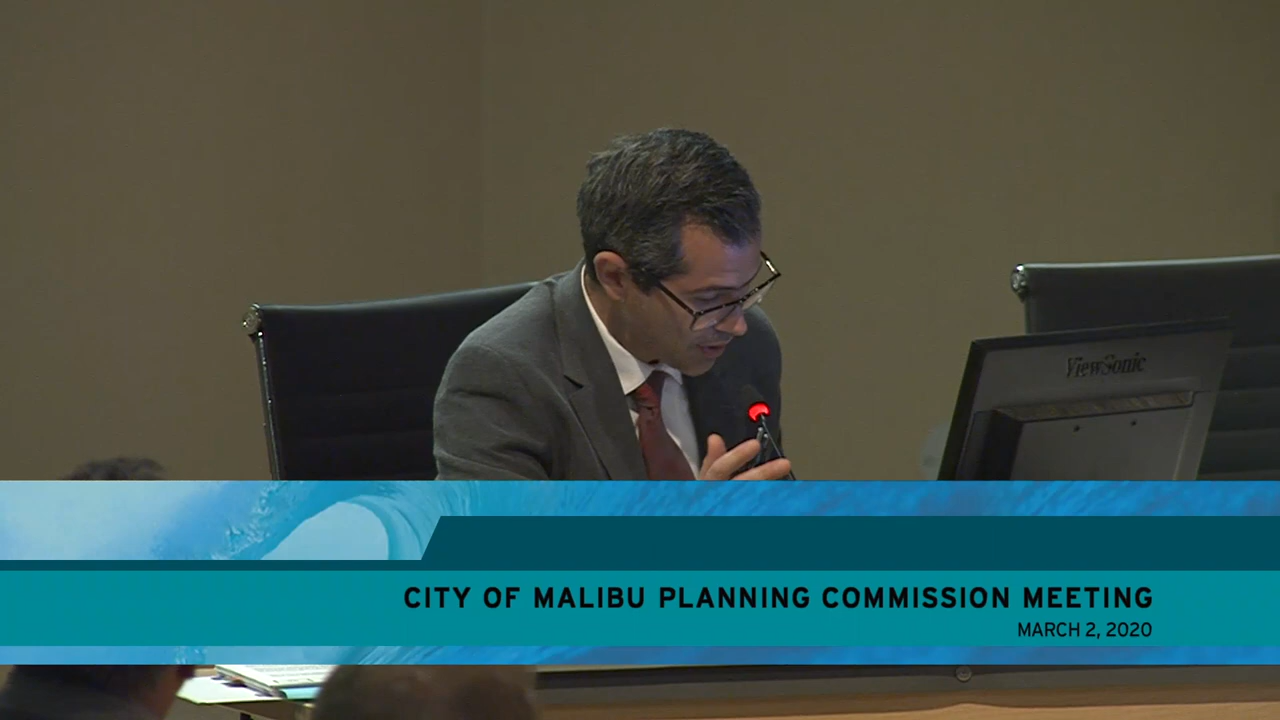 ViewSonic
CITY OF MALIBU PLANNING COMMISSION MEETING
MARCH 2, 2020